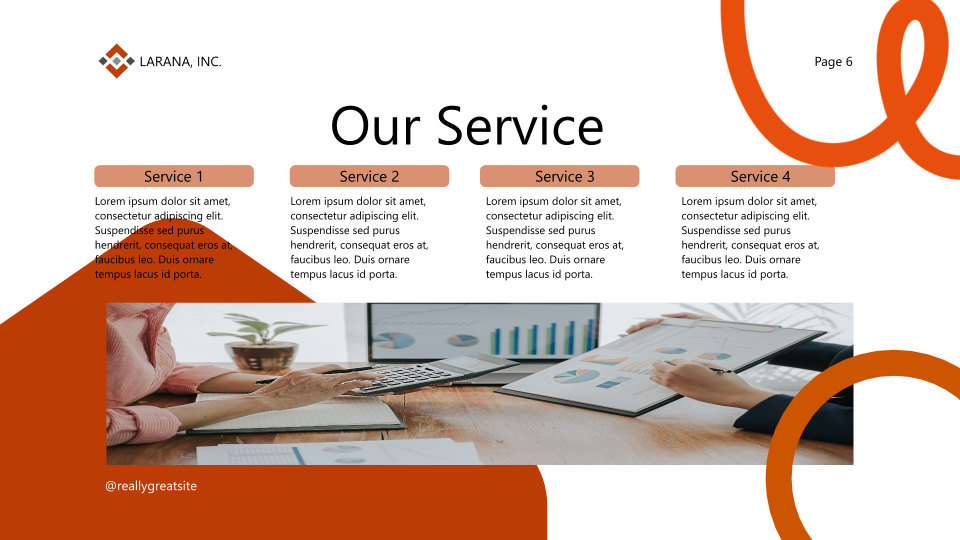 LARANA, INC.
Page 6
Our Service
Service 1
Lorem ipsum dolor sit amet,
consectetur adipiscing elit.
Suspendisse sed purus
hendrerit, consequat eros at,
faucibus leo. Duis ornare
tempus lacus id porta.
Service 2
Lorem ipsum dolor sit amet,
consectetur adipiscing elit.
Suspendisse sed purus
hendrerit, consequat eros at,
faucibus leo. Duis ornare
tempus lacus id porta.
Service 3
Lorem ipsum dolor sit amet,
consectetur adipiscing elit.
Suspendisse sed purus
hendrerit, consequat eros at,
faucibus leo. Duis ornare
tempus lacus id porta.
Service 4
Lorem ipsum dolor sit amet,
consectetur adipiscing elit.
Suspendisse sed purus
hendrerit, consequat eros at,
faucibus leo. Duis ornare
tempus lacus id porta.
@reallygreatsite